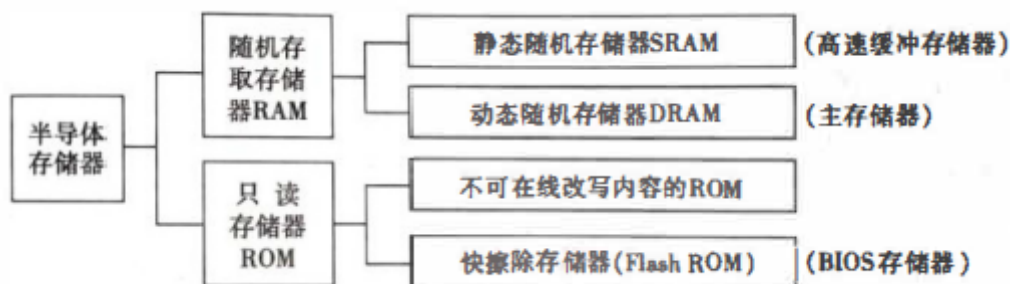 半导体
存储器
随机存
取存储
器RAM
静态随机存储器SRAM
(高速缓冲存储器)
动态随机存储器DRAM
(主存储器)
只 读
存储器
ROM
不可在线改写内容的ROM
快擦除存储器(Flash ROM)
(BIOS存储器)